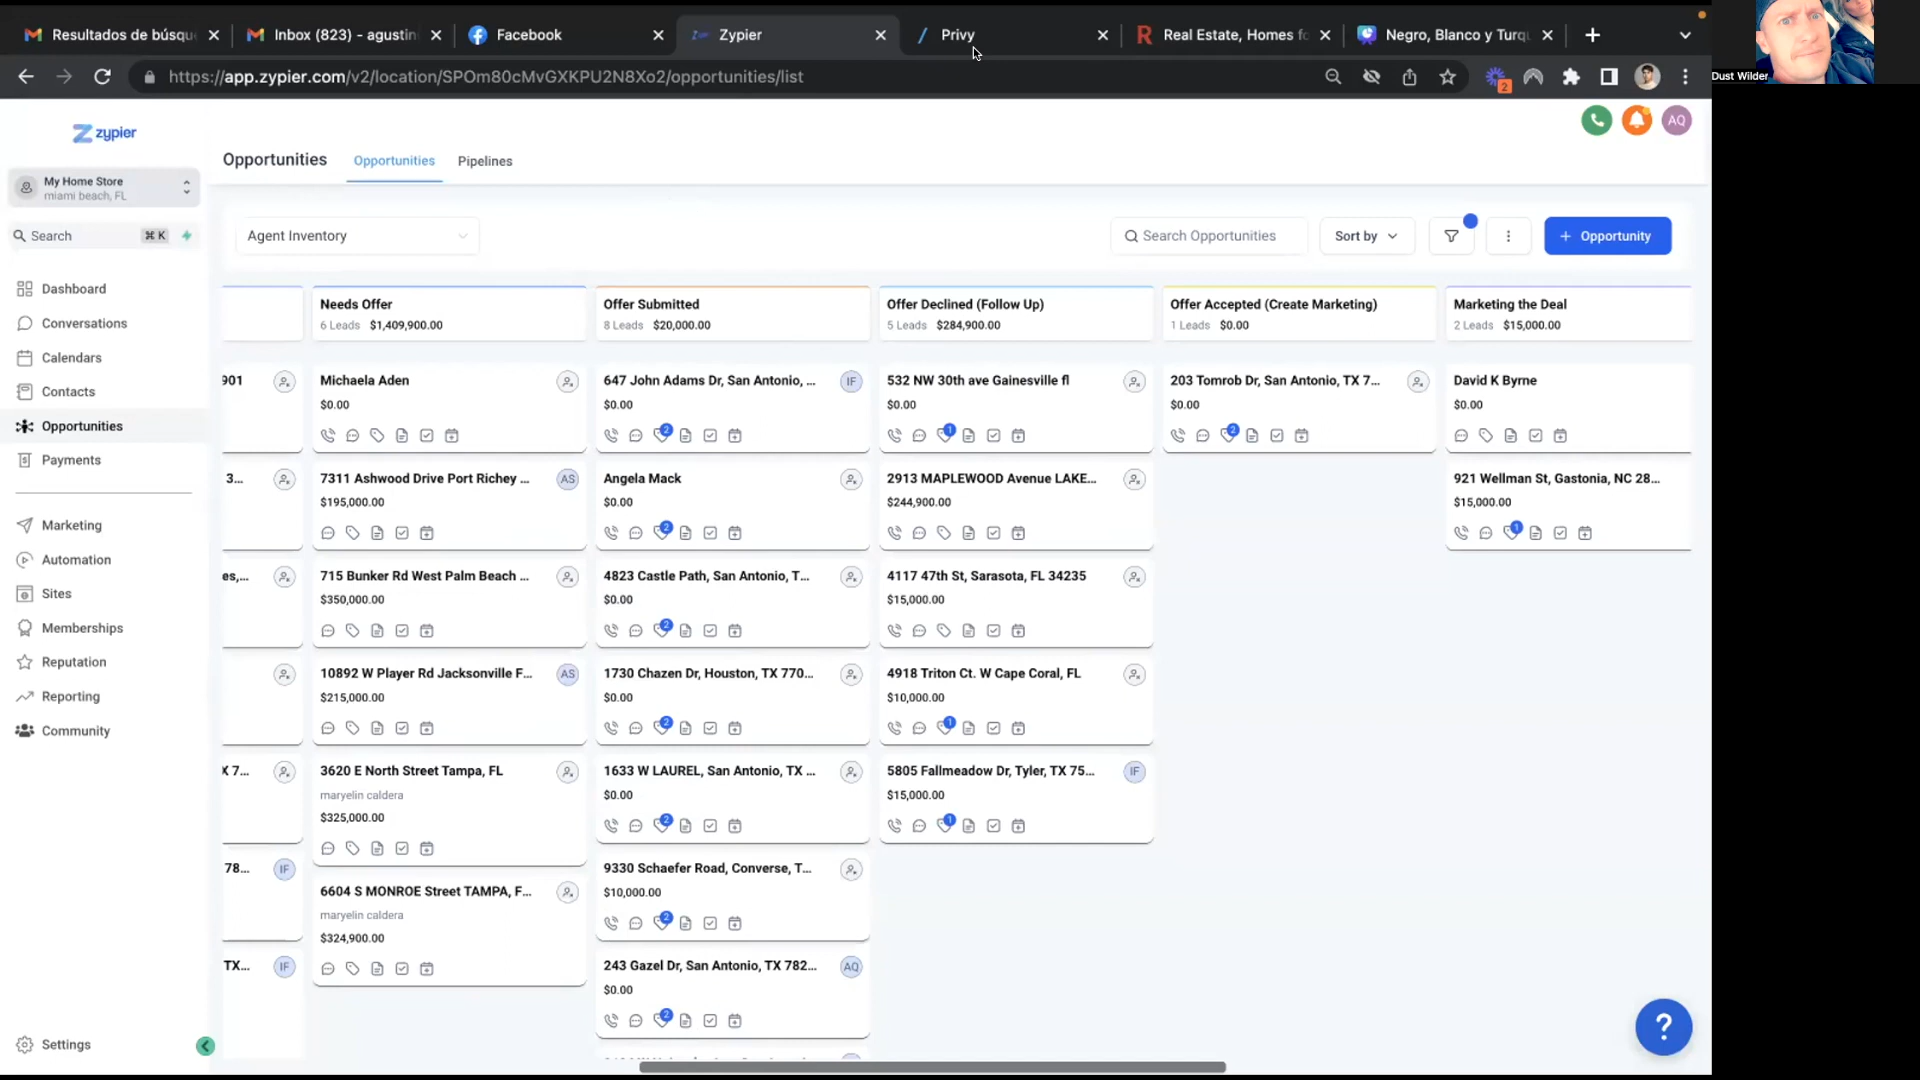 Resultados de búsqu
Inbox (823) - agustin
Facebook
Zypier
Privy
Real Estate, Homes fo
Negro, Blanco y Turq
https://app.zypier.com/v2/location/SPOm80cMvGXKPU2N8Xo2/opportunities/list
2
Dust Wilder
zypier
My Home Store
miami beach, FL
Search
⌘ K
Dashboard
Conversations
Calendars
Contacts
Opportunities
Payments
Marketing
Automation
Sites
Memberships
Reputation
Reporting
Community
Settings
AQ
Opportunities
Opportunities
Pipelines
Agent Inventory
Search Opportunities
Sort by
+ Opportunity
901
3...
es,...
X 7...
78...
IF
TX...
IF
Needs Offer
6 Leads $1,409,900.00
Michaela Aden
$0.00
7311 Ashwood Drive Port Richey ...
AS
$195,000.00
715 Bunker Rd West Palm Beach ...
$350,000.00
10892 W Player Rd Jacksonville F...
AS
$215,000.00
3620 E North Street Tampa, FL
maryelin caldera
$325,000.00
6604 S MONROE Street TAMPA, F...
maryelin caldera
$324,900.00
Offer Submitted
8 Leads $20,000.00
647 John Adams Dr, San Antonio, ...
IF
$0.00
2
Angela Mack
$0.00
2
4823 Castle Path, San Antonio, T...
$0.00
2
1730 Chazen Dr, Houston, TX 770...
$0.00
2
1633 W LAUREL, San Antonio, TX ...
$0.00
2
9330 Schaefer Road, Converse, T...
$10,000.00
2
243 Gazel Dr, San Antonio, TX 782...
AQ
$0.00
2
Offer Declined (Follow Up)
5 Leads $284,900.00
532 NW 30th ave Gainesville fl
$0.00
1
2913 MAPLEWOOD Avenue LAKE...
$244,900.00
4117 47th St, Sarasota, FL 34235
$15,000.00
4918 Triton Ct. W Cape Coral, FL
$10,000.00
1
5805 Fallmeadow Dr, Tyler, TX 75...
IF
$15,000.00
1
Offer Accepted (Create Marketing)
1 Leads $0.00
203 Tomrob Dr, San Antonio, TX 7...
$0.00
2
Marketing the Deal
2 Leads $15,000.00
David K Byrne
$0.00
921 Wellman St, Gastonia, NC 28...
$15,000.00
1
?